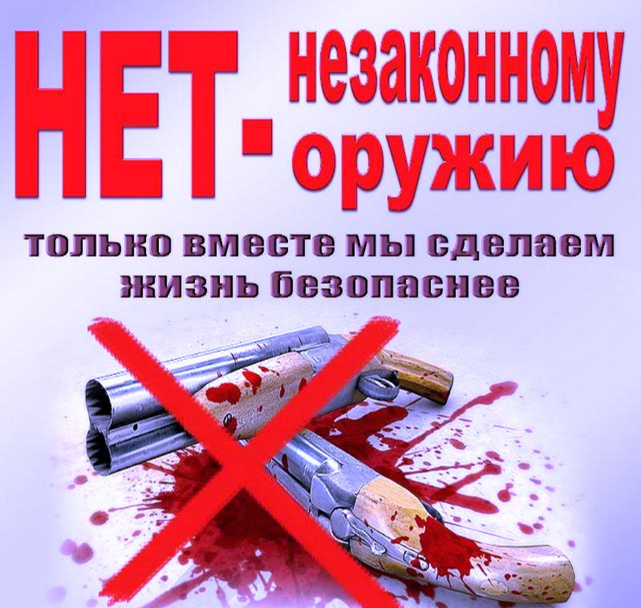 НЕТ-
незаконному
оружию
только вместе мы сделаем
жизнь безопаснее